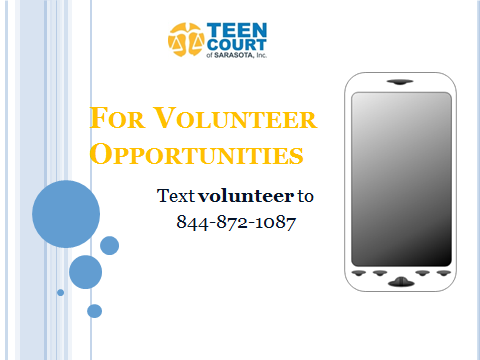 TEEN
COURT
of SARASOTA, Inc.
FOR VOLUNTEER
OPPORTUNITIES
Text volunteer to
844-872-1087